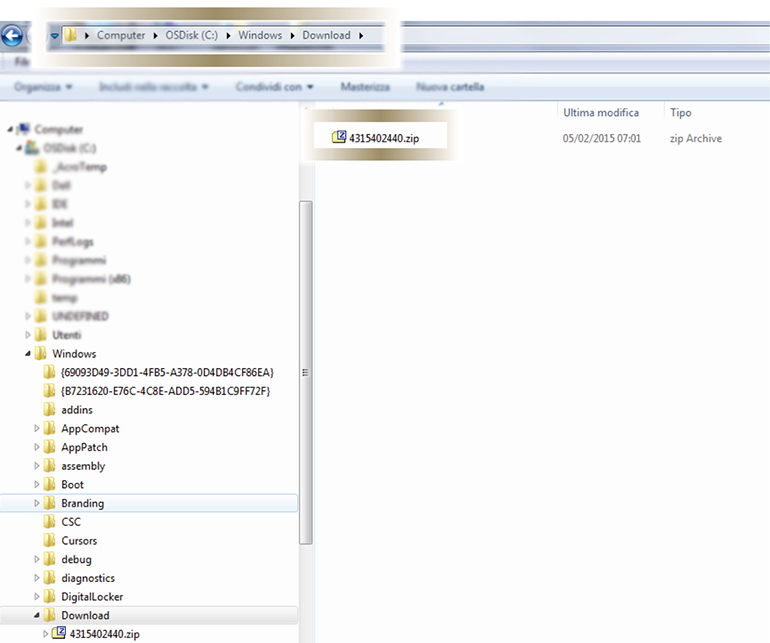 Computer OSDisk (C:) Windows Download
Organizza Includi nella raccolta Condividi con Masterizza Nuova cartella
Ultima modifica Tipo
4315402440.zip 05/02/2015 07:01 zip Archive
Computer
OSDisk (C:)
_AcroTemp
Dell
IDE
Intel
PerfLogs
Programmi
Programmi (x86)
temp
UNDEFINED
Utenti
Windows
{69093D49-3DD1-4FB5-A378-0D4DB4CF86EA}
{B7231620-E76C-4C8E-ADD5-594B1C9FF72F}
addins
AppCompat
AppPatch
assembly
Boot
Branding
CSC
Cursors
debug
diagnostics
DigitalLocker
Download
4315402440.zip